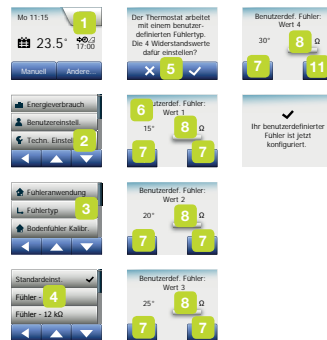 Mo 11:15
1
23.5°
17:00
Manuell
Andere...
Energieverbrauch
Benutzereinstell.
Techn. Einstel
2
Fühleranwendung
Fühlertyp
3
Bodenfühler Kalibr.
Standardeinst.
Fühler -
4
Fühler - 12 kΩ
Der Thermostat arbeitet
mit einem benutzer-
definierten Fühlertyp.
Die 4 Widerstandswerte
dafür einstellen?
5
6
utzerdef. Fühler:
Wert 1
15°
8
Ω
7
7
Benutzerdef. Fühler:
Wert 2
20°
8
Ω
7
7
Benutzerdef. Fühler:
Wert 3
25°
8
Ω
7
7
Benutzerdef. Fühler:
Wert 4
30°
8
Ω
7
11
Ihr benutzerdefinierter
Fühler ist jetzt
konfiguriert.